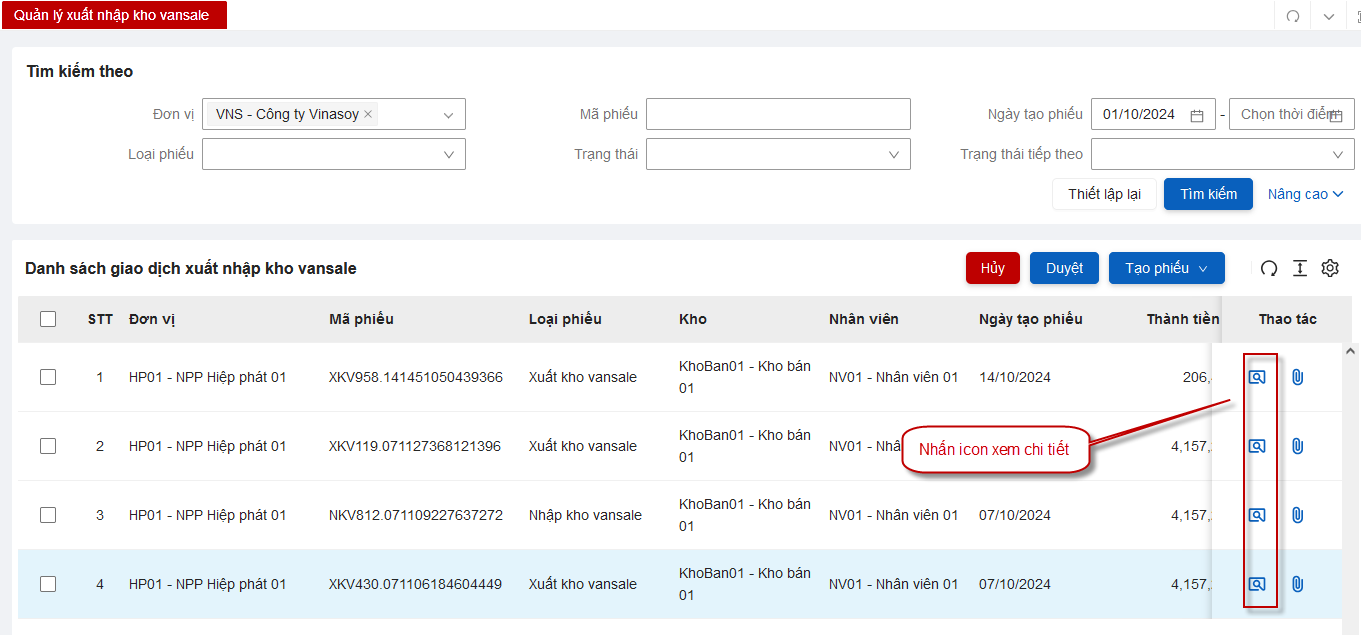 Quản lý xuất nhập kho vansale
Tìm kiếm theo
Đơn vị VNS - Công ty Vinasoy Mã phiếu Ngày tạo phiếu 01/10/2024 - Chọn thời điểm
Loại phiếu Trạng thái Trạng thái tiếp theo
Thiết lập lại Tìm kiếm Nâng cao
Danh sách giao dịch xuất nhập kho vansale Hủy Duyệt Tạo phiếu
STT Đơn vị Mã phiếu Loại phiếu Kho Nhân viên Ngày tạo phiếu Thành tiền Thao tác
1 HP01 - NPP Hiệp phát 01 XKV958.141451050439366 Xuất kho vansale KhoBan01 - Kho bán 01 NV01 - Nhân viên 01 14/10/2024 206,
2 HP01 - NPP Hiệp phát 01 XKV119.071127368121396 Xuất kho vansale KhoBan01 - Kho bán 01 NV01 - Nhâ 4,157,
Nhấn icon xem chi tiết
3 HP01 - NPP Hiệp phát 01 NKV812.071109227637272 Nhập kho vansale KhoBan01 - Kho bán 01 NV01 - Nhân viên 01 07/10/2024 4,157,
4 HP01 - NPP Hiệp phát 01 XKV430.071106184604449 Xuất kho vansale KhoBan01 - Kho bán 01 NV01 - Nhân viên 01 07/10/2024 4,157,